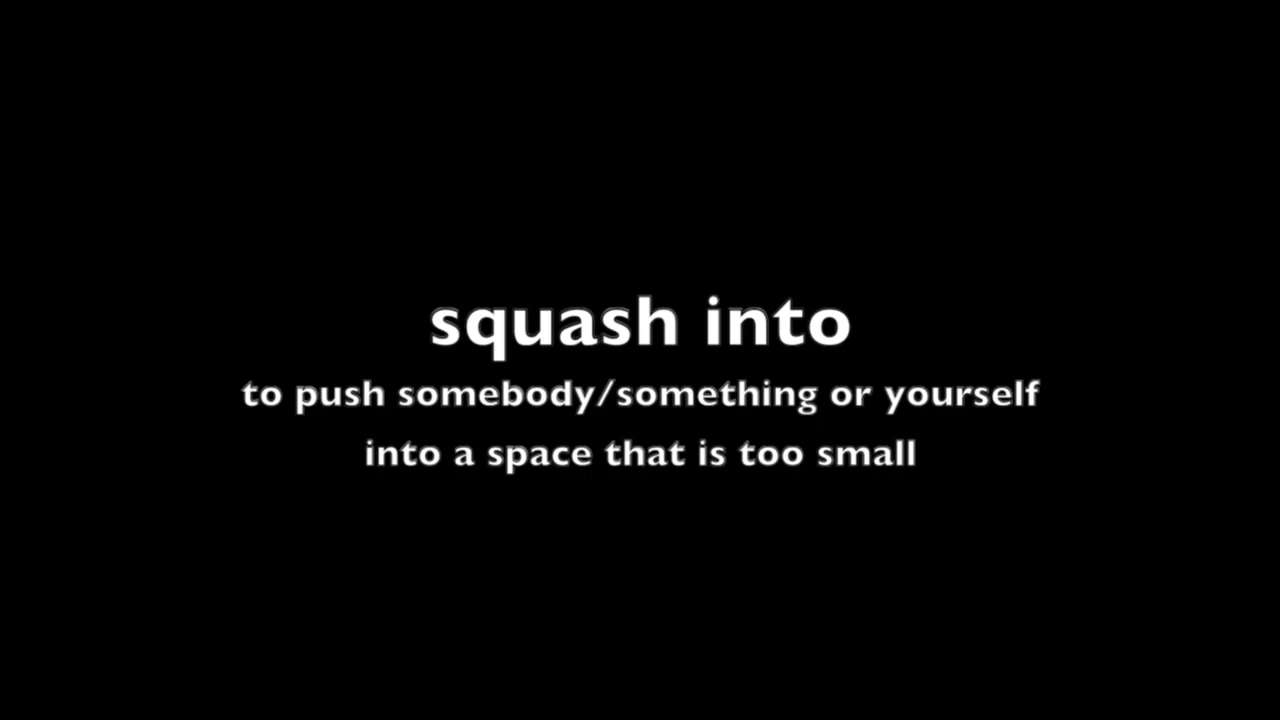 squash into
to push somebody/something or yourself
into a space that is too small